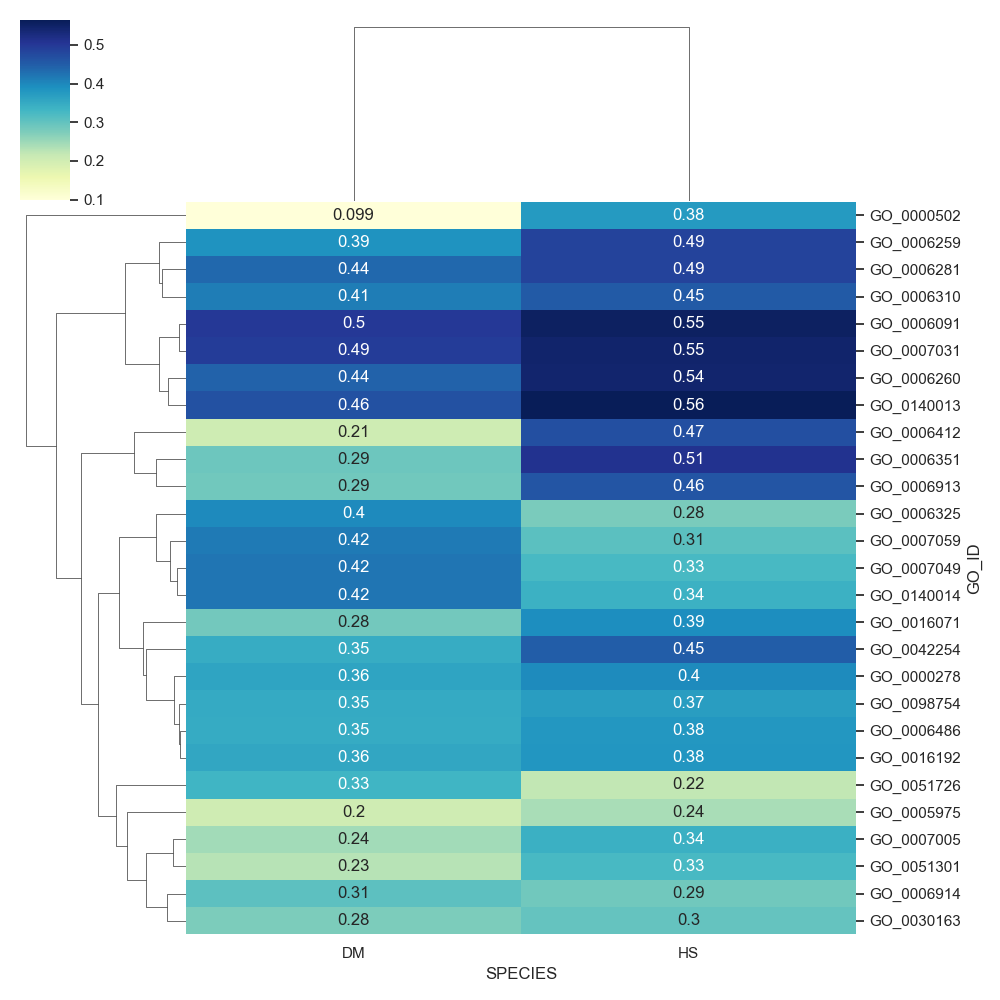 0.5
0.4
0.3
0.2
0.1
0.099 0.38 GO_0000502
0.39 0.49 GO_0006259
0.44 0.49 GO_0006281
0.41 0.45 GO_0006310
0.5 0.55 GO_0006091
0.49 0.55 GO_0007031
0.44 0.54 GO_0006260
0.46 0.56 GO_0140013
0.21 0.47 GO_0006412
0.29 0.51 GO_0006351
0.29 0.46 GO_0006913
0.4 0.28 GO_0006325
0.42 0.31 GO_0007059
0.42 0.33 GO_0007049
0.42 0.34 GO_0140014
0.28 0.39 GO_0016071
0.35 0.45 GO_0042254
0.36 0.4 GO_0000278
0.35 0.37 GO_0098754
0.35 0.38 GO_0006486
0.36 0.38 GO_0016192
0.33 0.22 GO_0051726
0.2 0.24 GO_0005975
0.24 0.34 GO_0007005
0.23 0.33 GO_0051301
0.31 0.29 GO_0006914
0.28 0.3 GO_0030163
GO_ID
DM HS
SPECIES